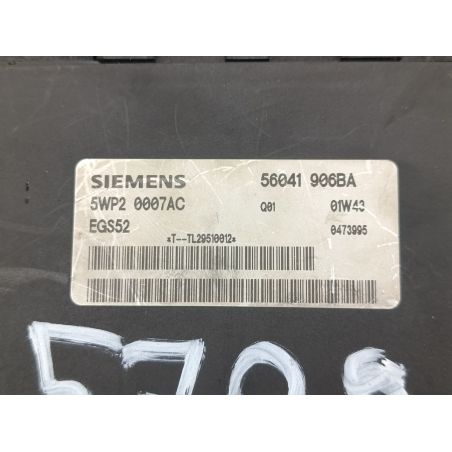 SIEMENS 56041 906BA
5WP2 0007AC Q01 01W43
EGS52 0473995
*T--TL29510012*